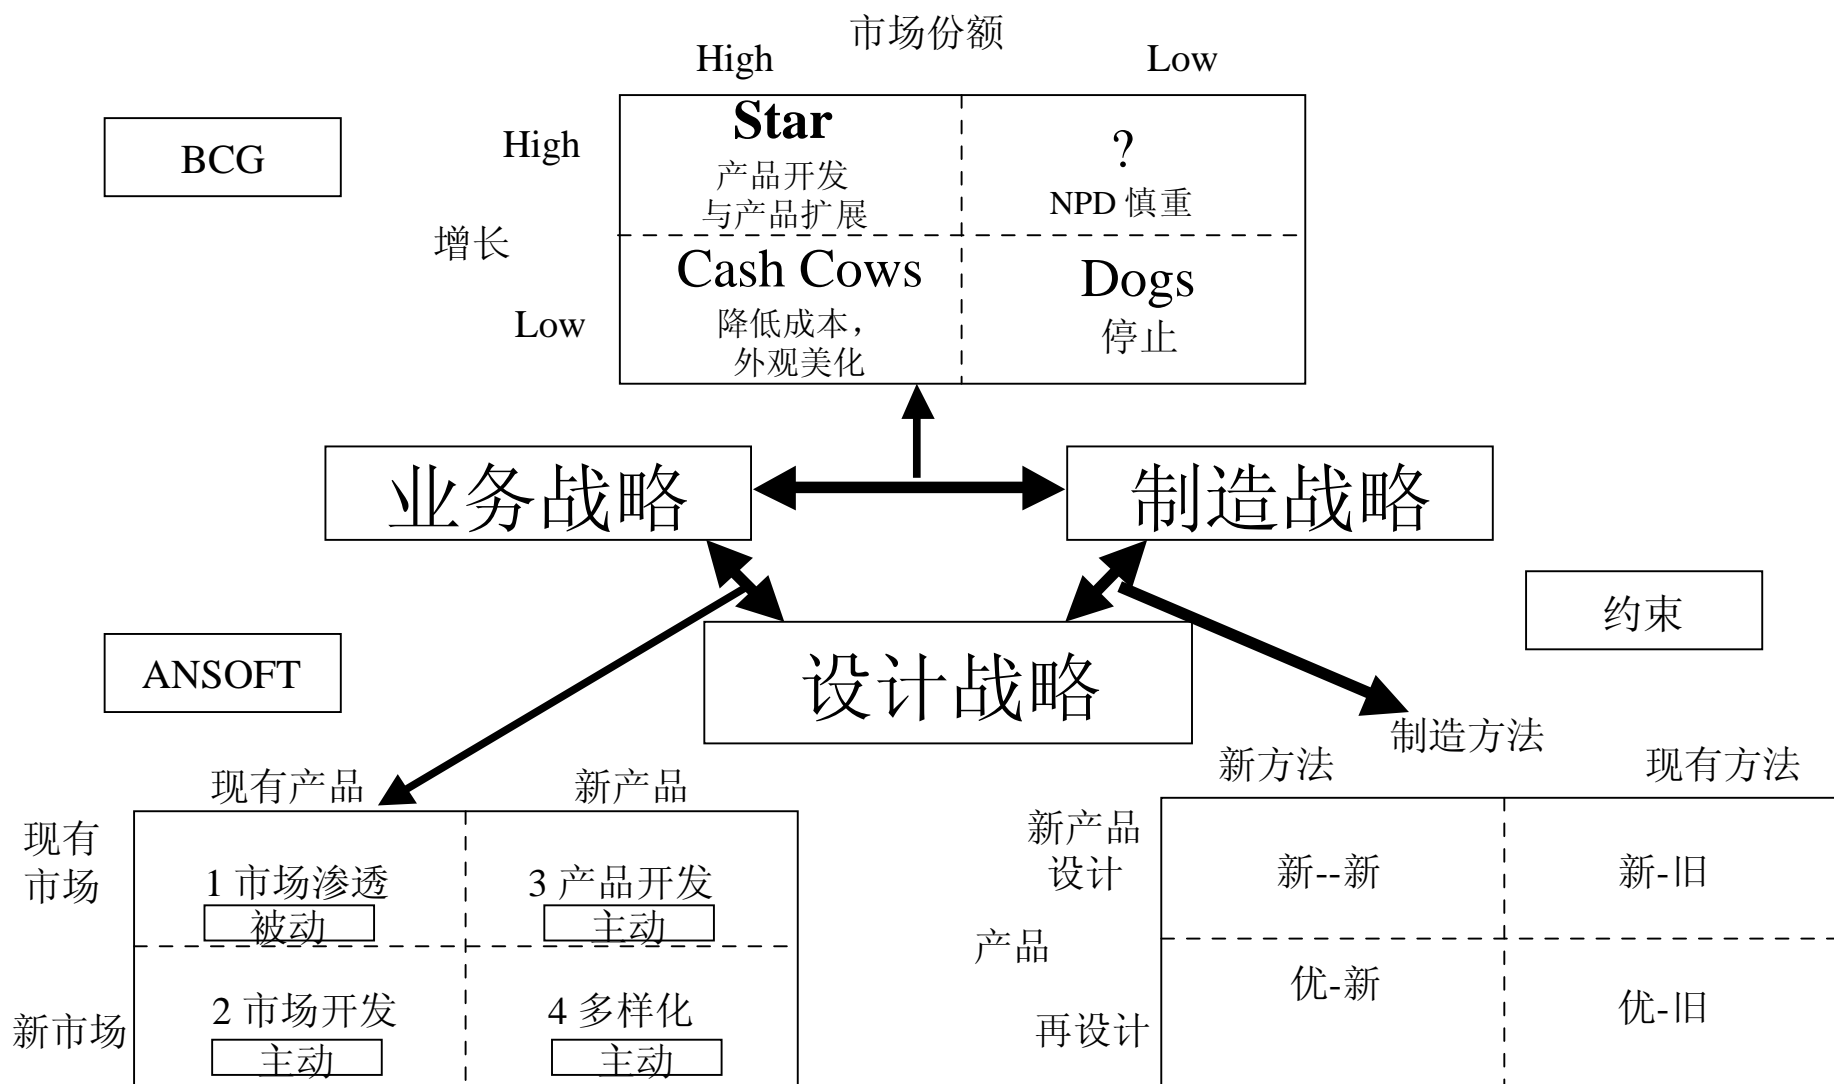 市场份额
High
Low
BCG
High
Star
产品开发
与产品扩展
?
NPD 慎重
增长
Low
Cash Cows
降低成本，
外观美化
Dogs
停止
业务战略
制造战略
约束
ANSOFT
设计战略
制造方法
现有产品
新产品
现有
市场
1 市场渗透
被动
3 产品开发
主动
新市场
2 市场开发
主动
4 多样化
主动
新方法
现有方法
新产品
设计
新--新
新-旧
产品
再设计
优-新
优-旧